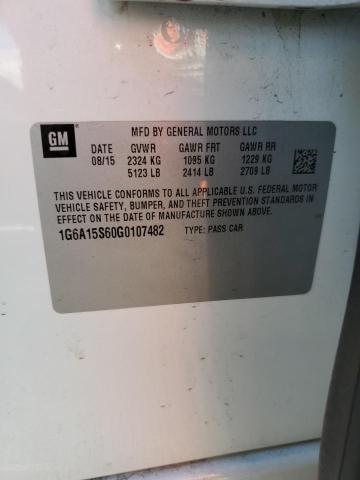 GM
MFD BY GENERAL MOTORS LLC
DATE GVWR GAWR FRT GAWR RR
08/15 2324 KG 1095 KG 1229 KG
5123 LB 2414 LB 2709 LB
THIS VEHICLE CONFORMS TO ALL APPLICABLE U.S. FEDERAL MOTOR
VEHICLE SAFETY, BUMPER, AND THEFT PREVENTION STANDARDS IN
EFFECT ON THE DATE OF MANUFACTURE SHOWN ABOVE.
1G6A15S60G0107482 TYPE: PASS CAR